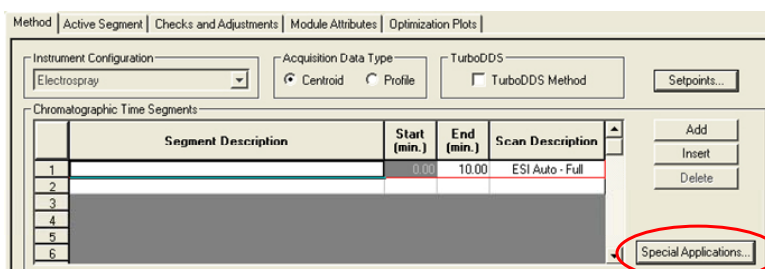 Method Active Segment Checks and Adjustments Module Attributes Optimization Plots
Instrument Configuration Acquisition Data Type TurboDDS
Electrospray Centroid Profile TurboDDS Method Setpoints...
Chromatographic Time Segments
Segment Description Start (min.) End (min.) Scan Description Add
Insert
1 0.00 10.00 ESI Auto - Full Delete
2
3
4
5
6 Special Applications...